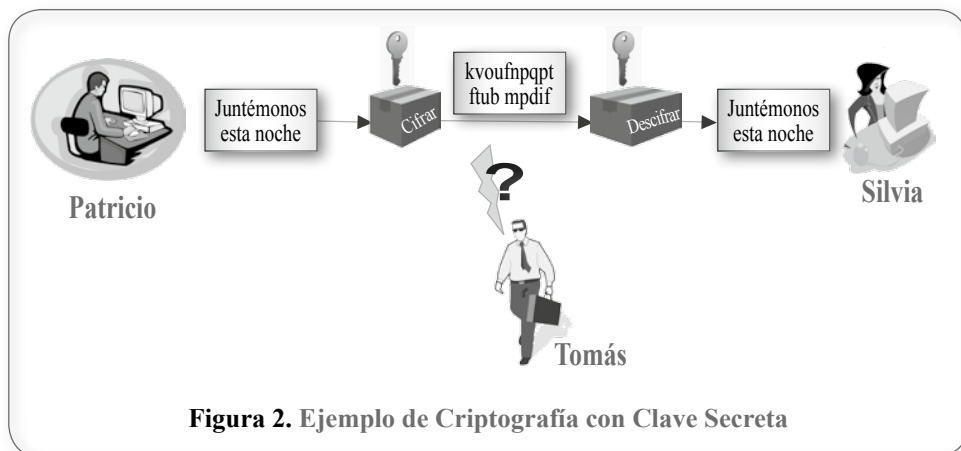 Juntémonos
esta noche
Cifrar
kvoufnpqpt
ftub mpdif
Descifrar
Juntémonos
esta noche
Patricio
Silvia
?
Tomás
Figura 2. Ejemplo de Criptografía con Clave Secreta